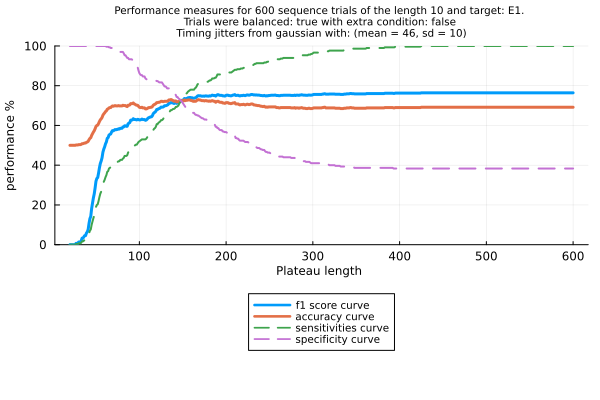 Performance measures for 600 sequence trials of the length 10 and target: E1.
Trials were balanced: true with extra condition: false
Timing jitters from gaussian with: (mean = 46, sd = 10)
performance %
100
80
60
40
20
0
100
200
300
400
500
600
Plateau length
f1 score curve
accuracy curve
sensitivities curve
specificity curve